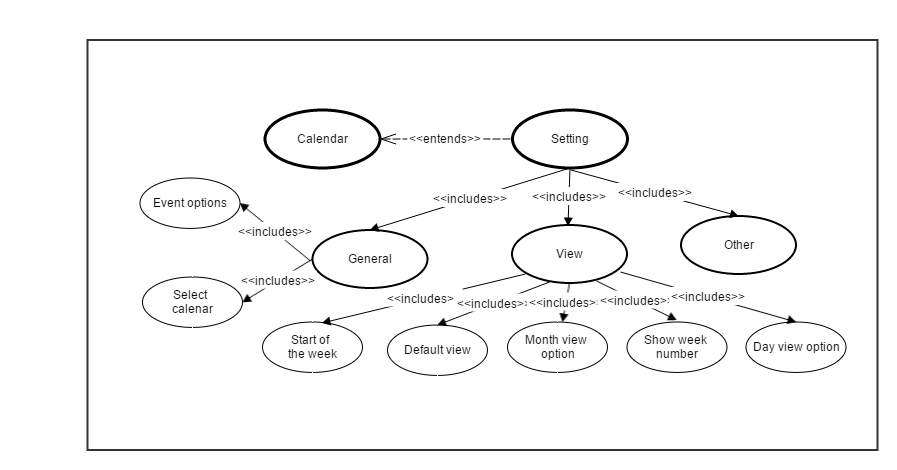 Calendar
<<entends>>
Setting
<<includes>>
<<includes>>
<<includes>>
Event options
<<includes>>
General
View
Other
<<includes>>
Select
calenar
<<includes>
<<includes>:
<<includes>:
<<includes>:
<<includes>>
Start of
the week
Default view
Month view
option
Show week
number
Day view option